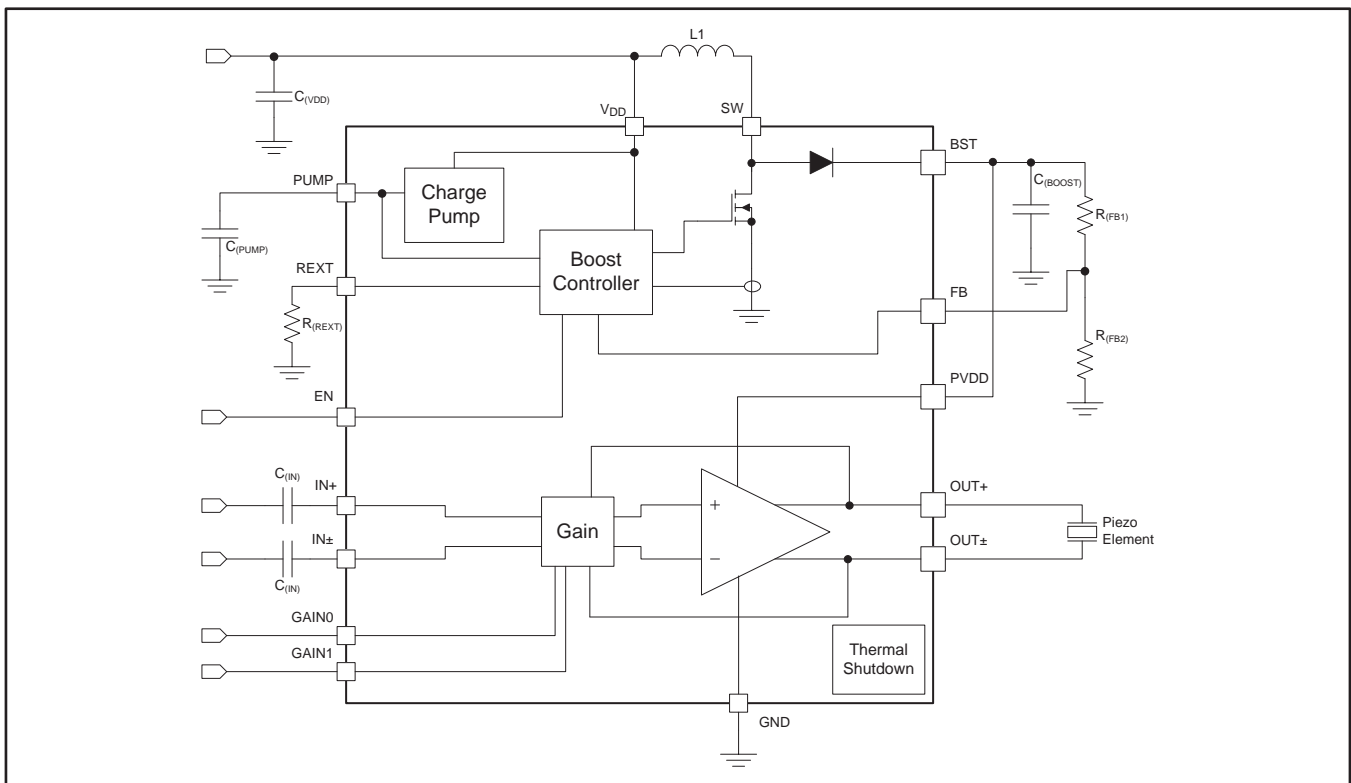 L1
C(VDD)
VDD
SW
BST
PUMP
Charge
Pump
C(BOOST)
R(FB1)
C(PUMP)
REXT
Boost
Controller
FB
R(REXT)
R(FB2)
PVDD
EN
C(IN)
IN+
OUT+
+
Gain
Piezo
Element
IN±
OUT±
−
C(IN)
GAIN0
GAIN1
Thermal
Shutdown
GND